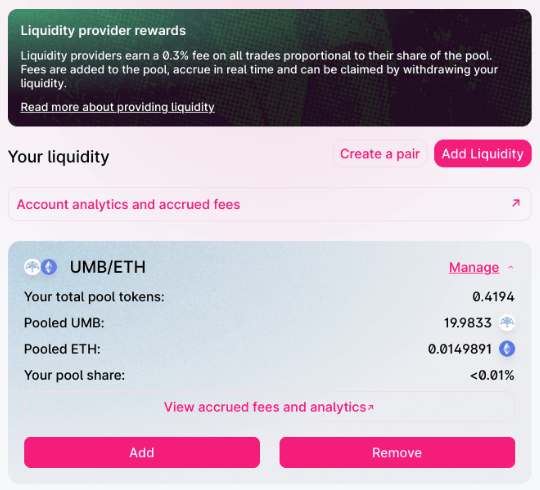 Liquidity provider rewards
Liquidity providers earn a 0.3% fee on all trades proportional to their share of the pool.
Fees are added to the pool, accrue in real time and can be claimed by withdrawing your
liquidity.
Read more about providing liquidity
Your liquidity
Create a pair
Add Liquidity
Account analytics and accrued fees ↗
UMB/ETH
Manage
Your total pool tokens: 0.4194
Pooled UMB: 19.9833
Pooled ETH: 0.0149891
Your pool share: <0.01%
View accrued fees and analytics↗
Add
Remove